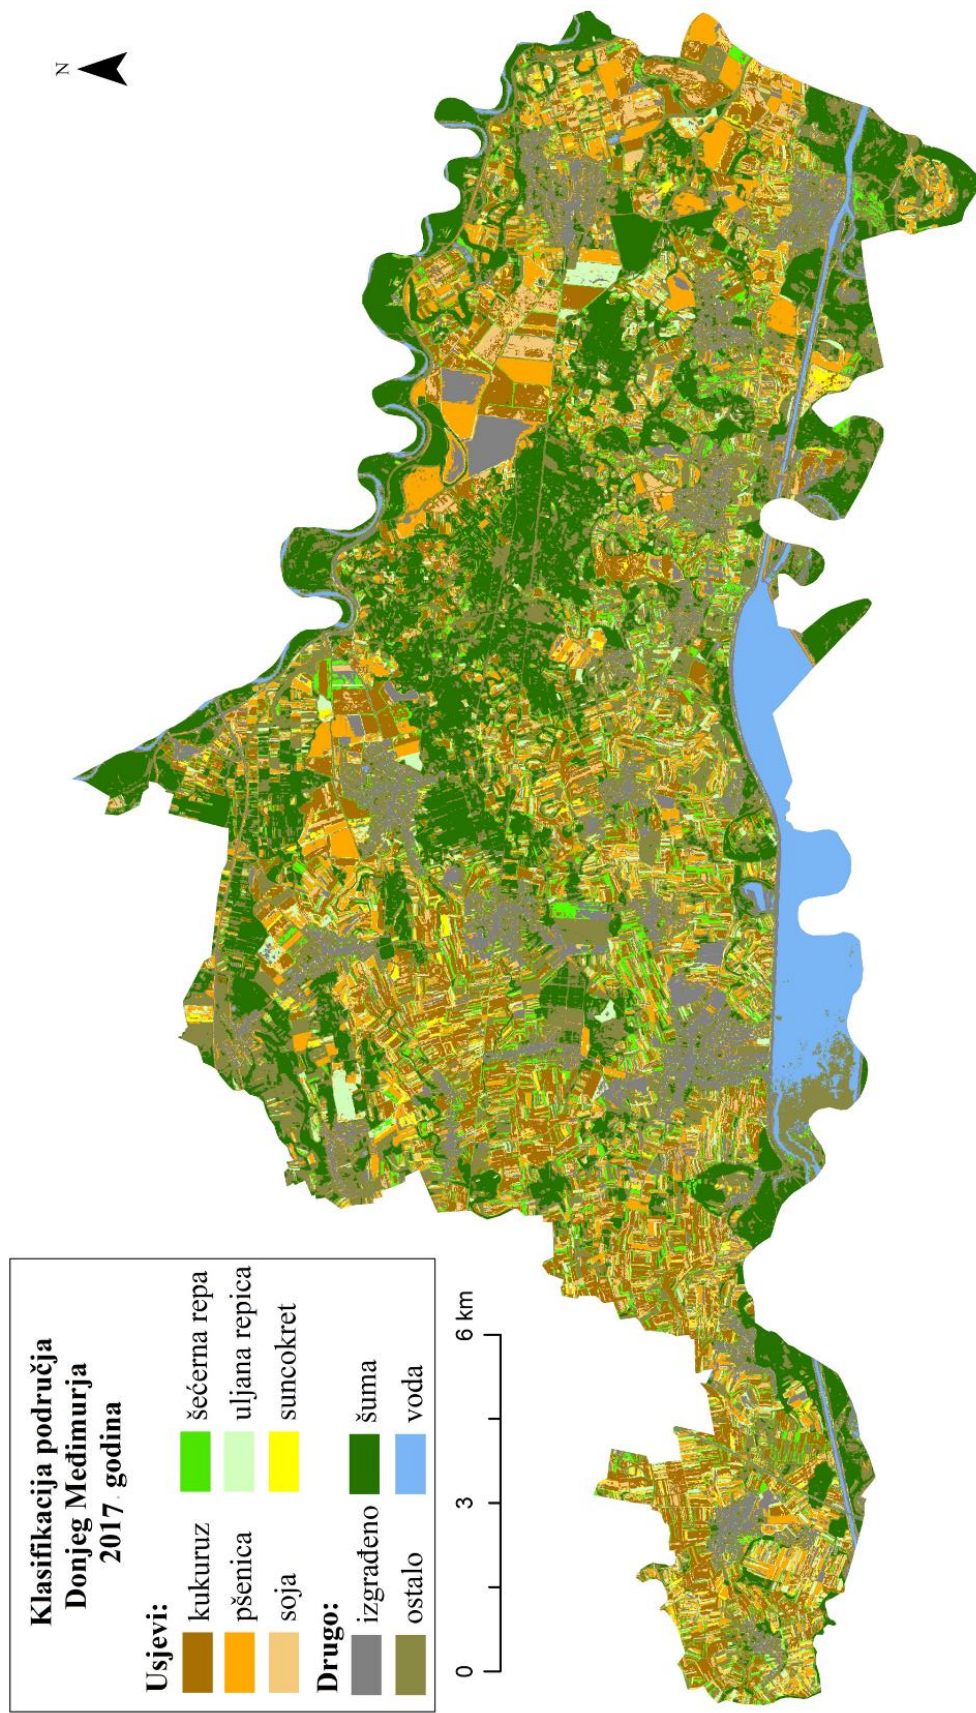 Klasifikacija područja
Donjeg Međimurja
2017. godina
Usjevi:
kukuruz
šećerna repa
pšenica
uljana repica
soja
suncokret
Drugo:
izgrađeno
šuma
ostalo
voda
0
3
6 km
N